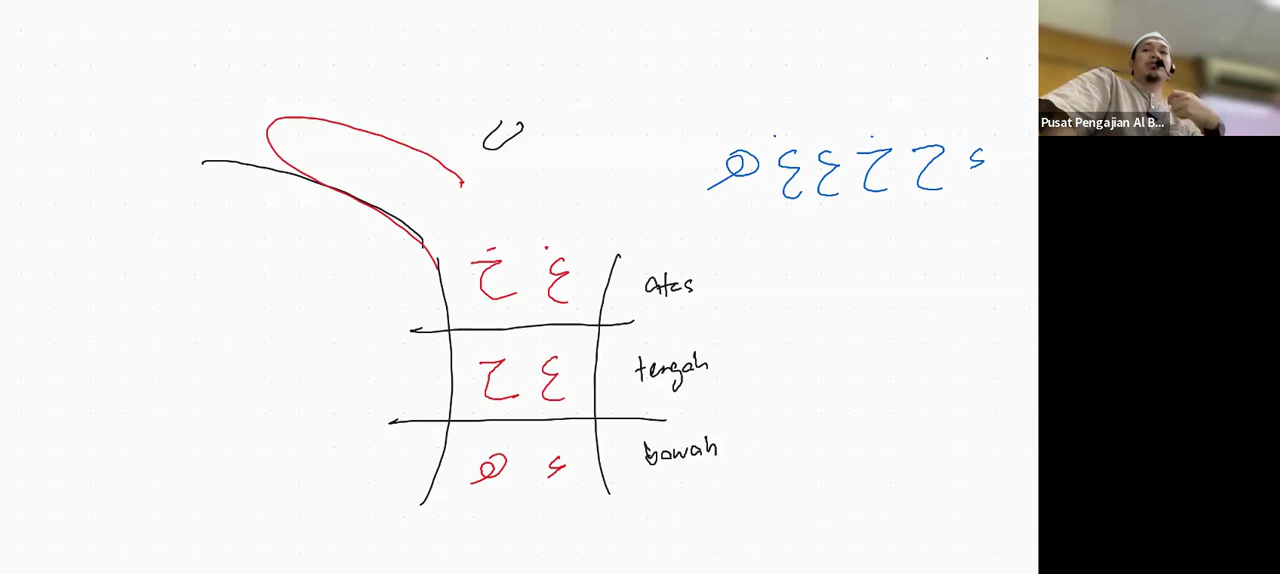 Pusat Pengajian Al B...
ء ح خ ع غ ه
غ خ
atas
ع ح
tengah
ء ه
bawah